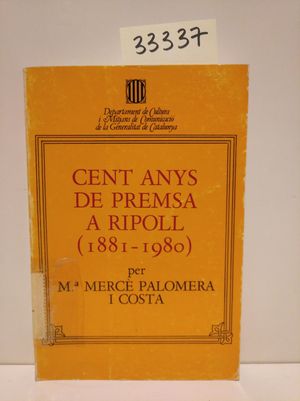 33337
Departament de Cultura
i Mitjans de Comunicació
de la Generalitat de Catalunya
CENT ANYS
DE PREMSA
A RIPOLL
(1881-1980)
per
M.ª MERCÈ PALOMERA
I COSTA